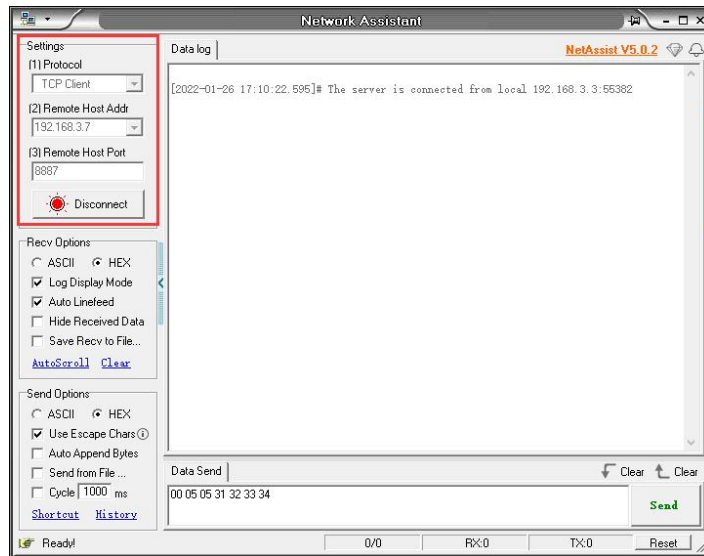 Network Assistant
Settings
(1) Protocol
TCP Client
(2) Remote Host Addr
192.168.3.7
(3) Remote Host Port
8887
Disconnect
Recv Options
ASCII HEX
Log Display Mode
Auto Linefeed
Hide Received Data
Save Recv to File...
AutoScroll Clear
Send Options
ASCII HEX
Use Escape Chars
Auto Append Bytes
Send from File ...
Cycle 1000 ms
Shortcut History
Data log NetAssist V5.0.2
[2022-01-26 17:10:22.595]# The server is connected from local 192.168.3.3:55382
Data Send Clear Clear
00 05 05 31 32 33 34
Send
Ready! 0/0 RX:0 TX:0 Reset